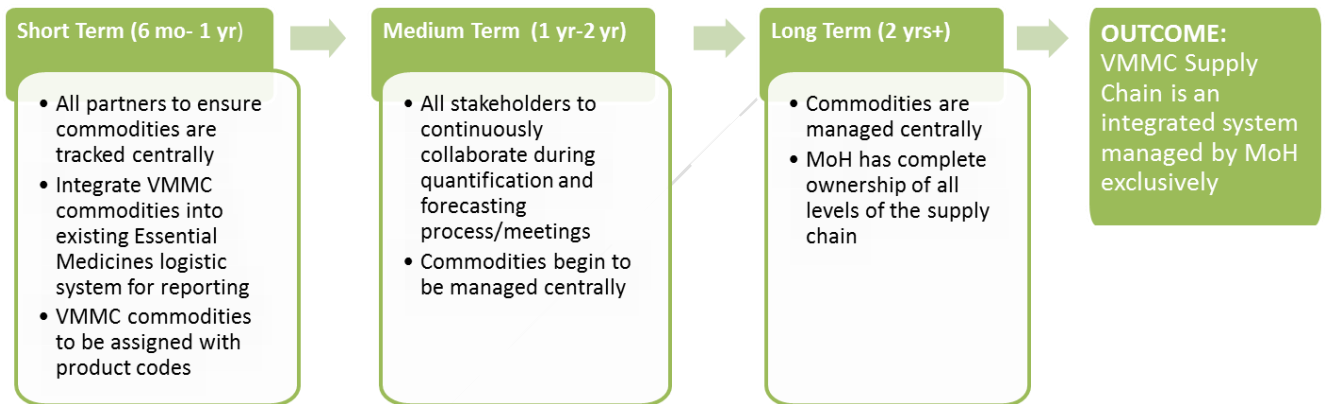 Short Term (6 mo- 1 yr)
• All partners to ensure
commodities are
tracked centrally
• Integrate VMMC
commodities into
existing Essential
Medicines logistic
system for reporting
• VMMC commodities
to be assigned with
product codes
Medium Term (1 yr-2 yr)
• All stakeholders to
continuously
collaborate during
quantification and
forecasting
process/meetings
• Commodities begin to
be managed centrally
Long Term (2 yrs+)
• Commodities are
managed centrally
• MoH has complete
ownership of all
levels of the supply
chain
OUTCOME:
VMMC Supply
Chain is an
integrated system
managed by MoH
exclusively